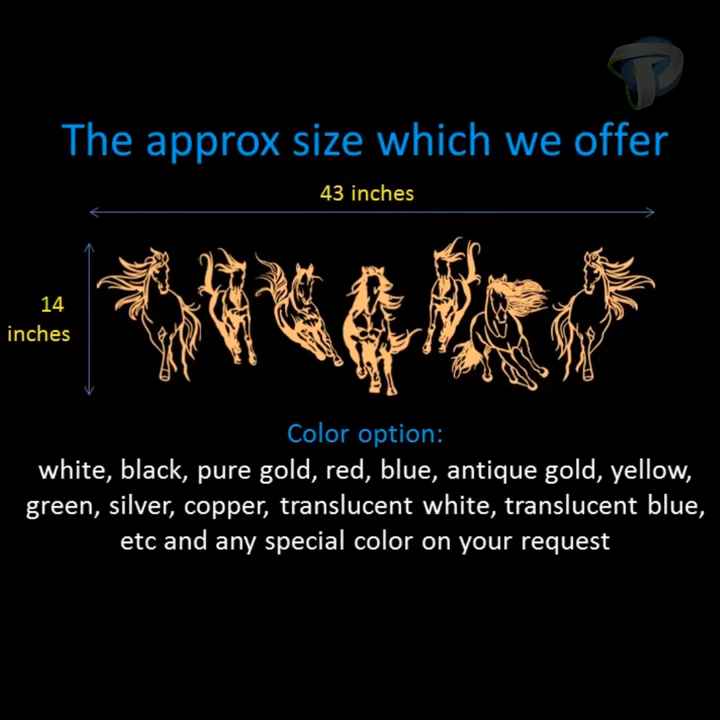 The approx size which we offer
43 inches
14
inches
Color option:
white, black, pure gold, red, blue, antique gold, yellow,
green, silver, copper, translucent white, translucent blue,
etc and any special color on your request